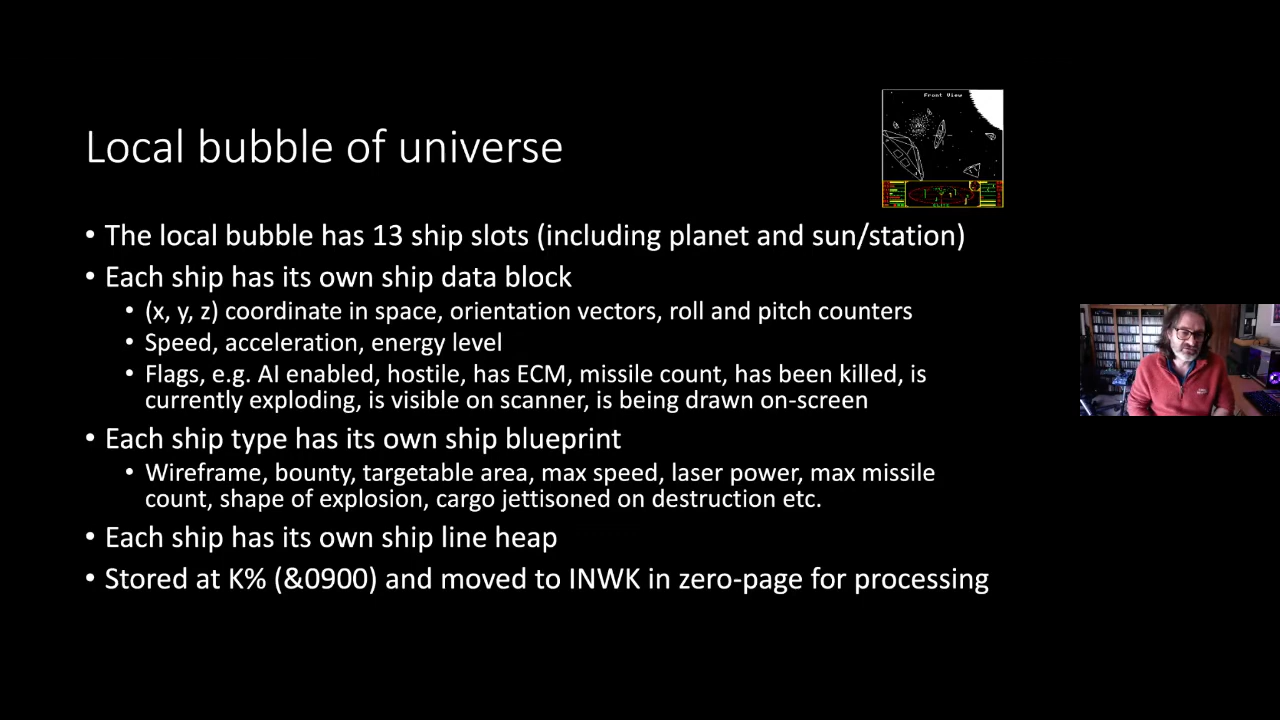 Front View
Local bubble of universe
• The local bubble has 13 ship slots (including planet and sun/station)
• Each ship has its own ship data block
• (x, y, z) coordinate in space, orientation vectors, roll and pitch counters
• Speed, acceleration, energy level
• Flags, e.g. AI enabled, hostile, has ECM, missile count, has been killed, is
currently exploding, is visible on scanner, is being drawn on-screen
• Each ship type has its own ship blueprint
• Wireframe, bounty, targetable area, max speed, laser power, max missile
count, shape of explosion, cargo jettisoned on destruction etc.
• Each ship has its own ship line heap
• Stored at K% (&0900) and moved to INWK in zero-page for processing